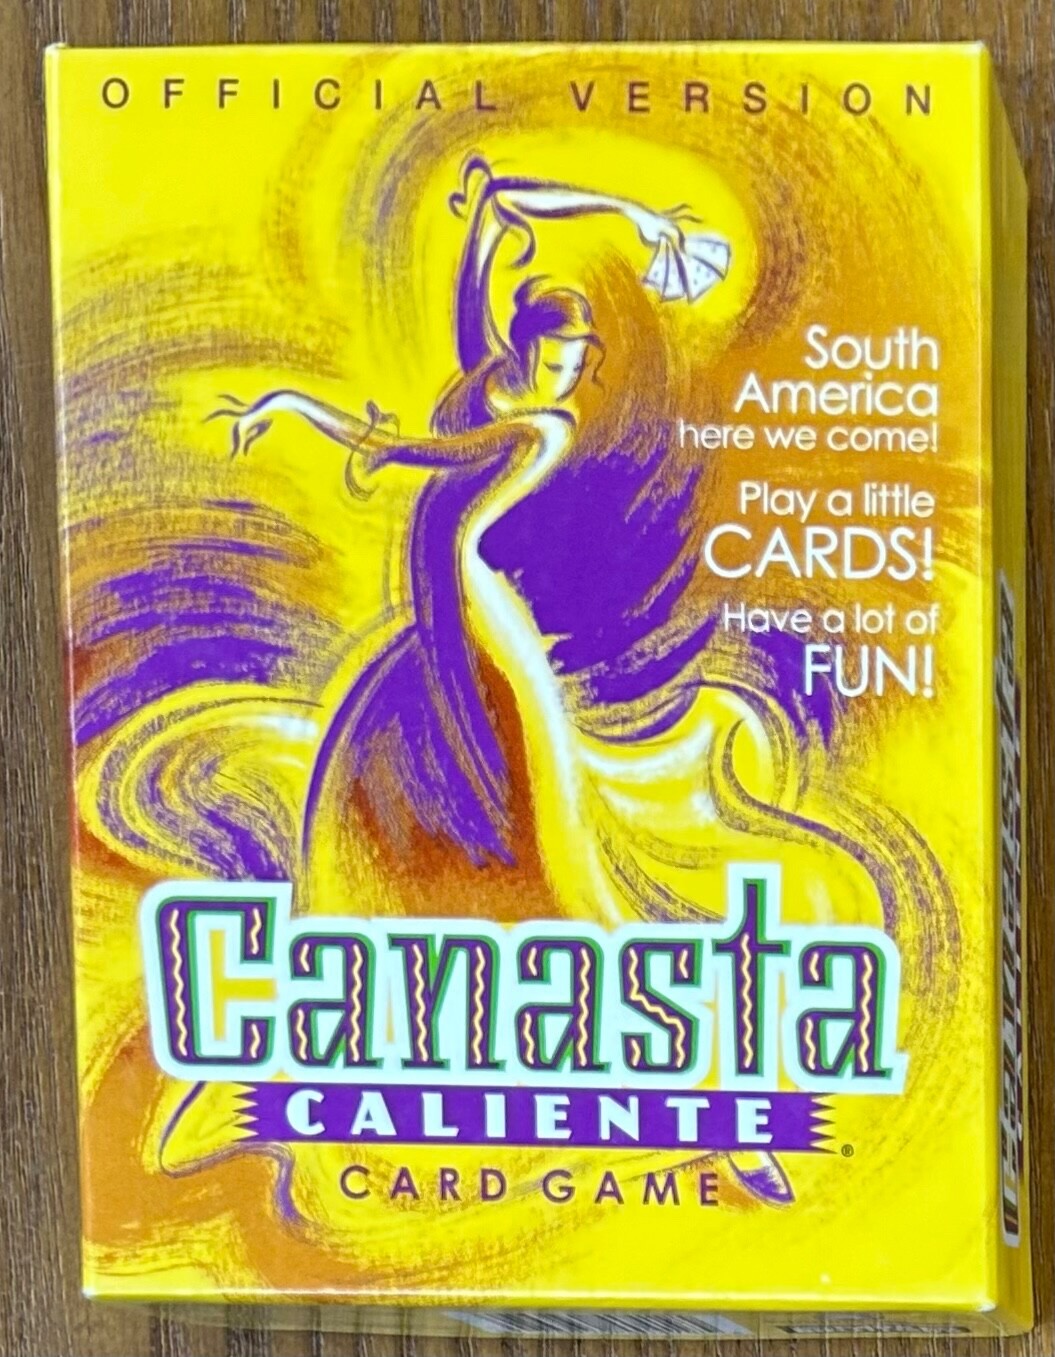 OFFICIAL VERSION
South
America
here we come!
Play a little
CARDS!
Have a lot of
FUN!
Canasta
CALIENTE®
CARD GAME